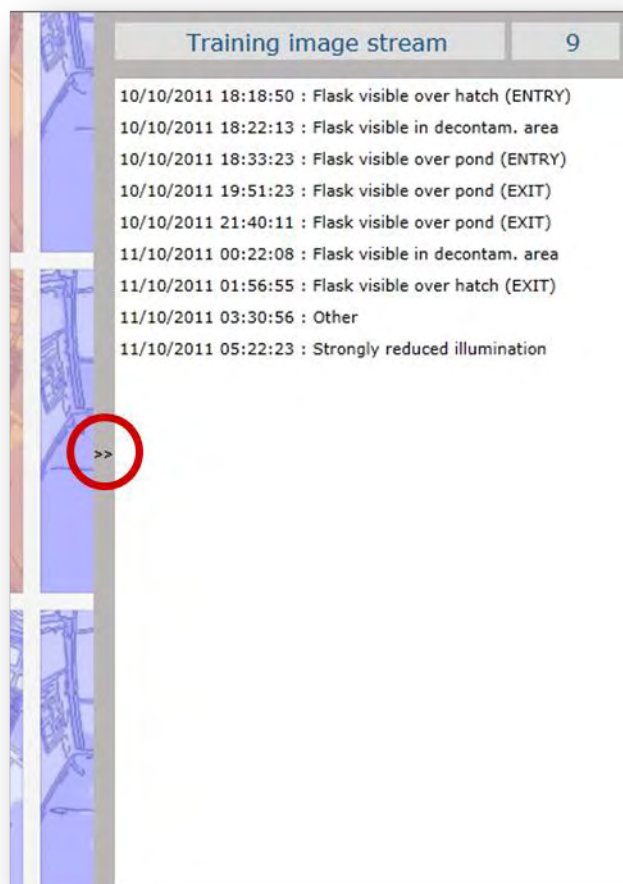 Training image stream 9
10/10/2011 18:18:50 : Flask visible over hatch (ENTRY)
10/10/2011 18:22:13 : Flask visible in decontam. area
10/10/2011 18:33:23 : Flask visible over pond (ENTRY)
10/10/2011 19:51:23 : Flask visible over pond (EXIT)
10/10/2011 21:40:11 : Flask visible over pond (EXIT)
11/10/2011 00:22:08 : Flask visible in decontam. area
11/10/2011 01:56:55 : Flask visible over hatch (EXIT)
11/10/2011 03:30:56 : Other
11/10/2011 05:22:23 : Strongly reduced illumination
>>